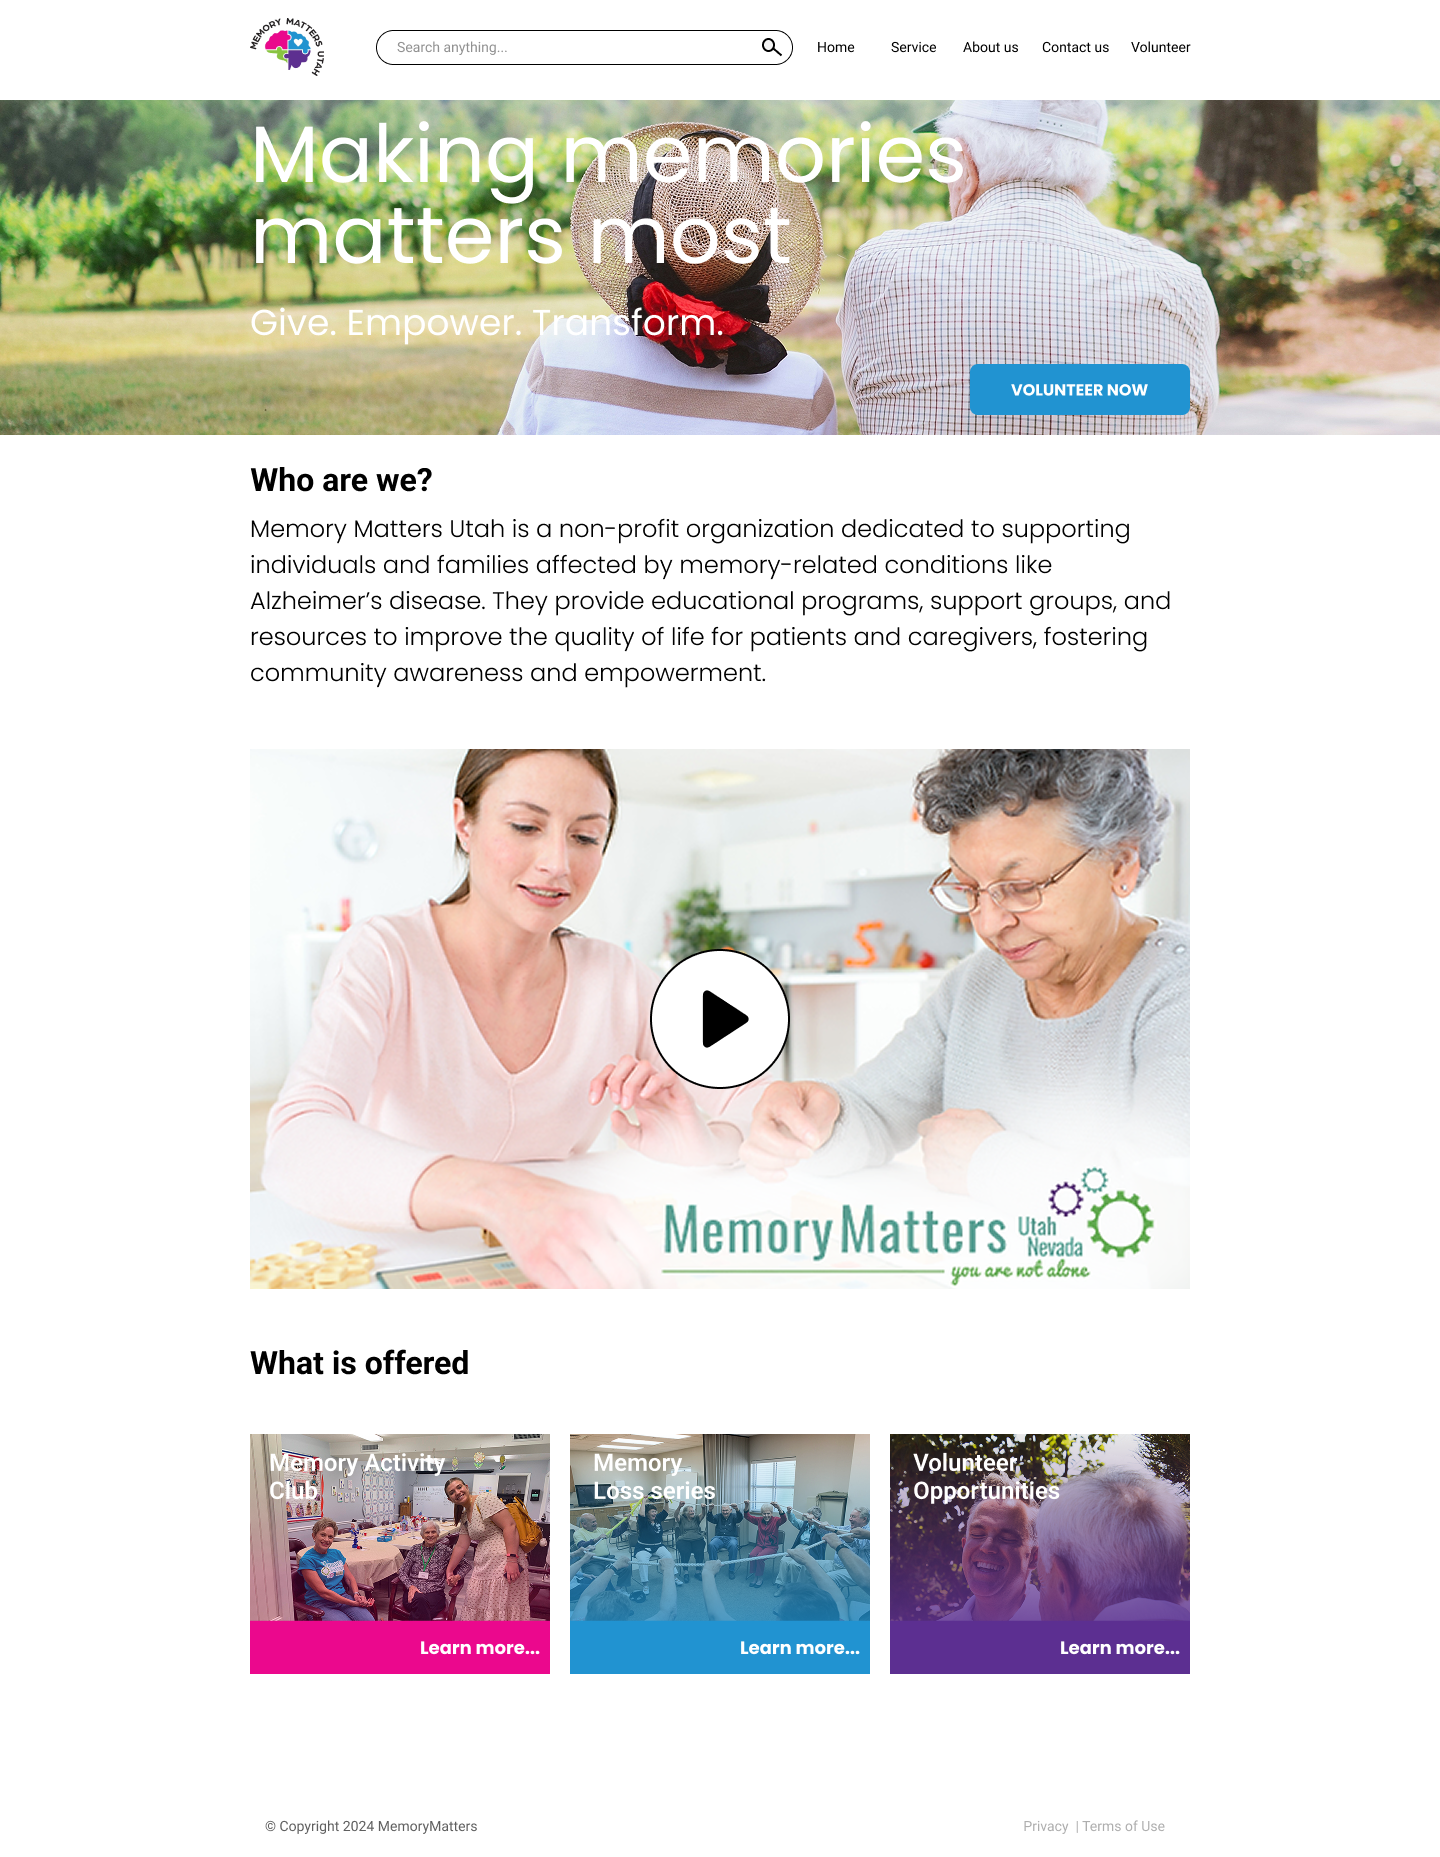 MEMORY MATTERS UTAH
Search anything...
Home
Service
About us
Contact us
Volunteer
Making memories
matters most
Give. Empower. Transform.
VOLUNTEER NOW
Who are we?
Memory Matters Utah is a non-profit organization dedicated to supporting
individuals and families affected by memory-related conditions like
Alzheimer’s disease. They provide educational programs, support groups, and
resources to improve the quality of life for patients and caregivers, fostering
community awareness and empowerment.
Memory Matters
Utah
Nevada
you are not alone
What is offered
Memory Activity
Club
Learn more...
Memory
Loss series
Learn more...
Volunteer
Opportunities
Learn more...
© Copyright 2024 MemoryMatters
Privacy | Terms of Use